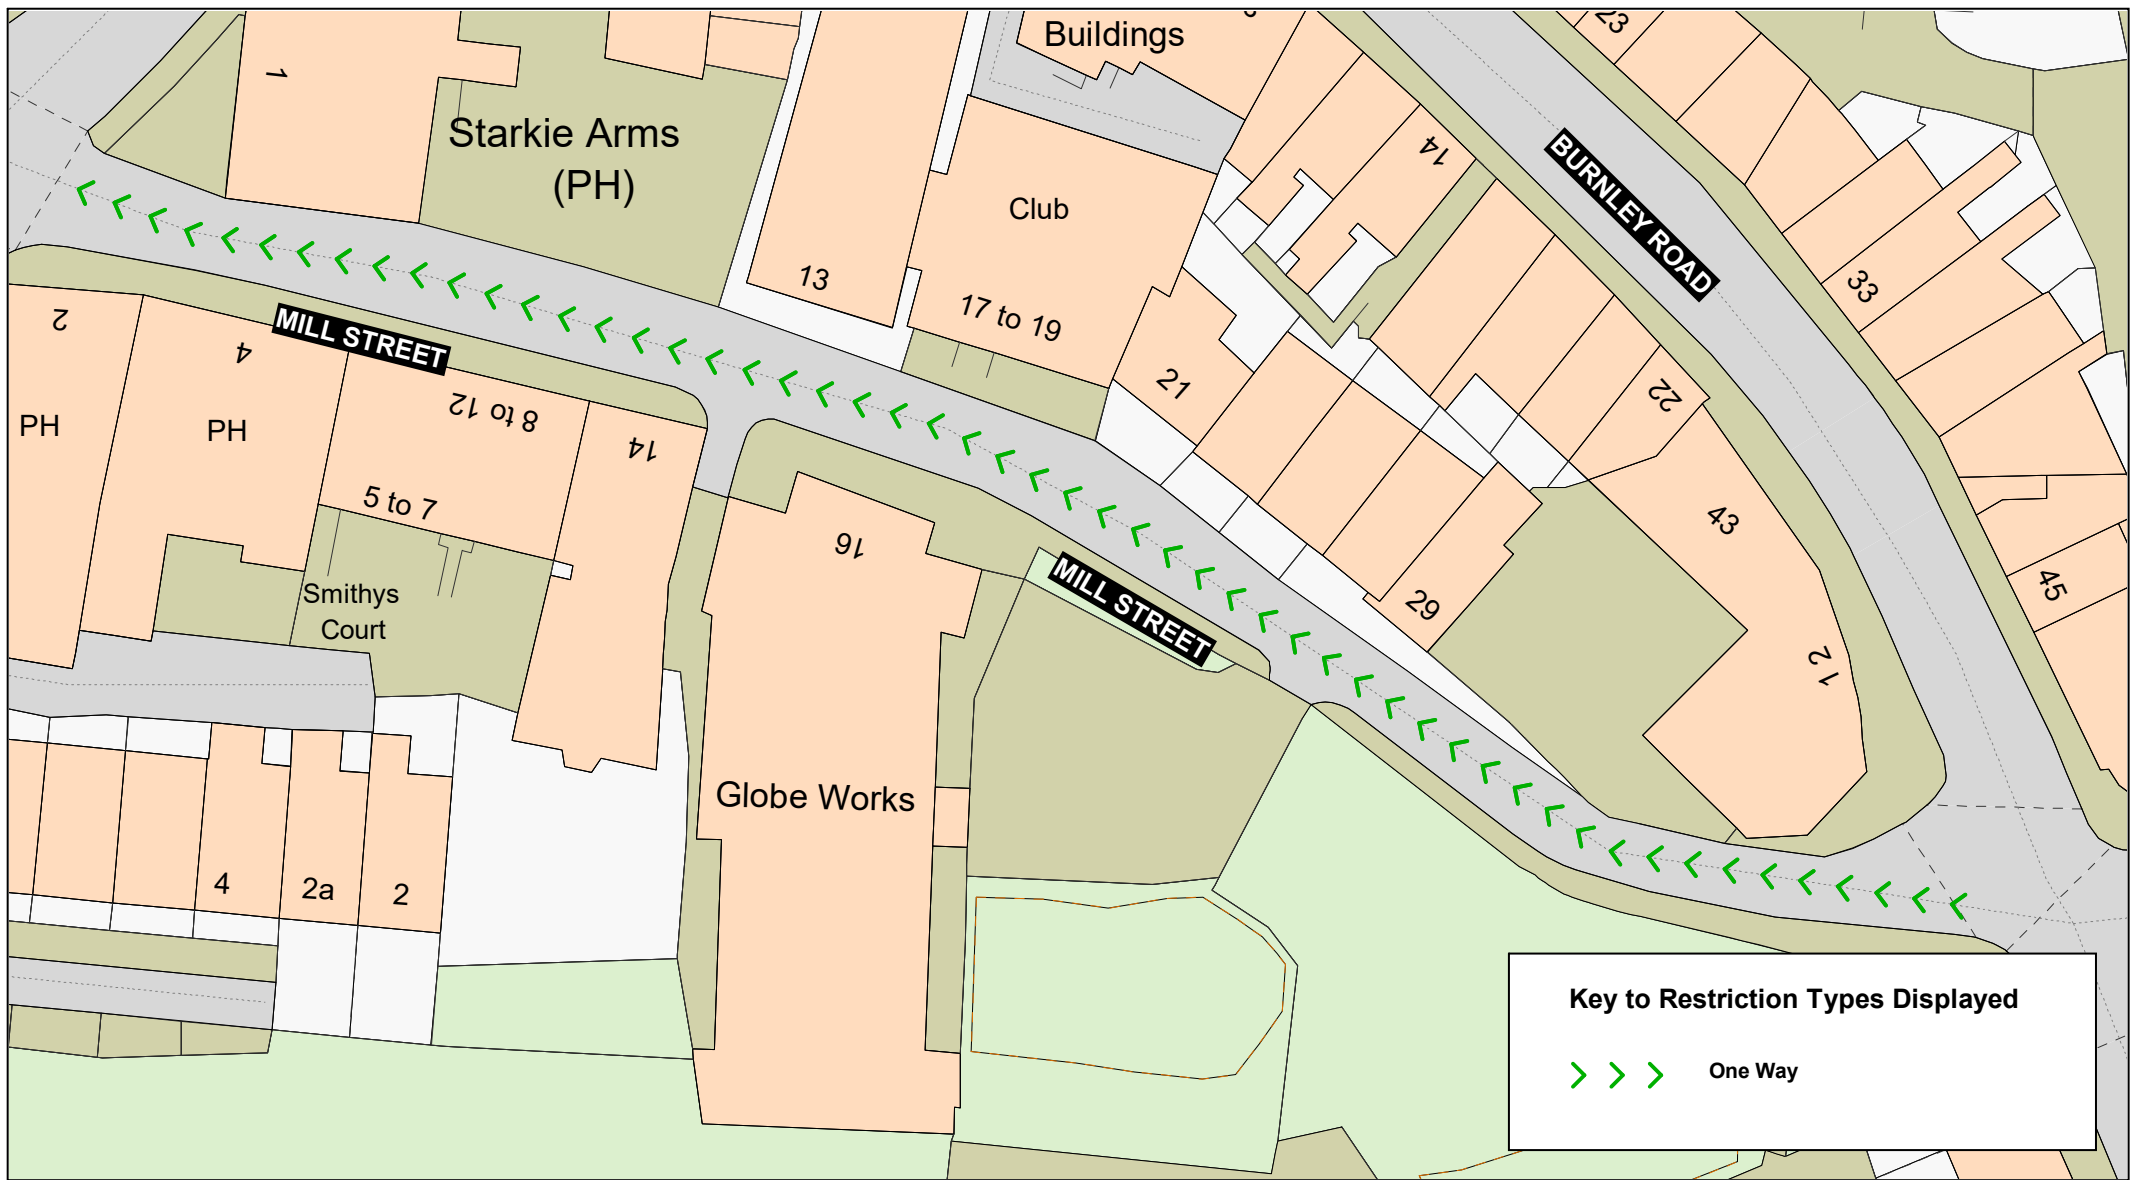 Buildings
23
1
Starkie Arms
(PH)
14
BURNLEY ROAD
Club
13
17 to 19
33
2
MILL STREET
4
21
22
PH
PH
8 to 12
14
5 to 7
16
43
Smithys
Court
MILL STREET
29
45
12
Globe Works
4
2a
2
Key to Restriction Types Displayed
One Way